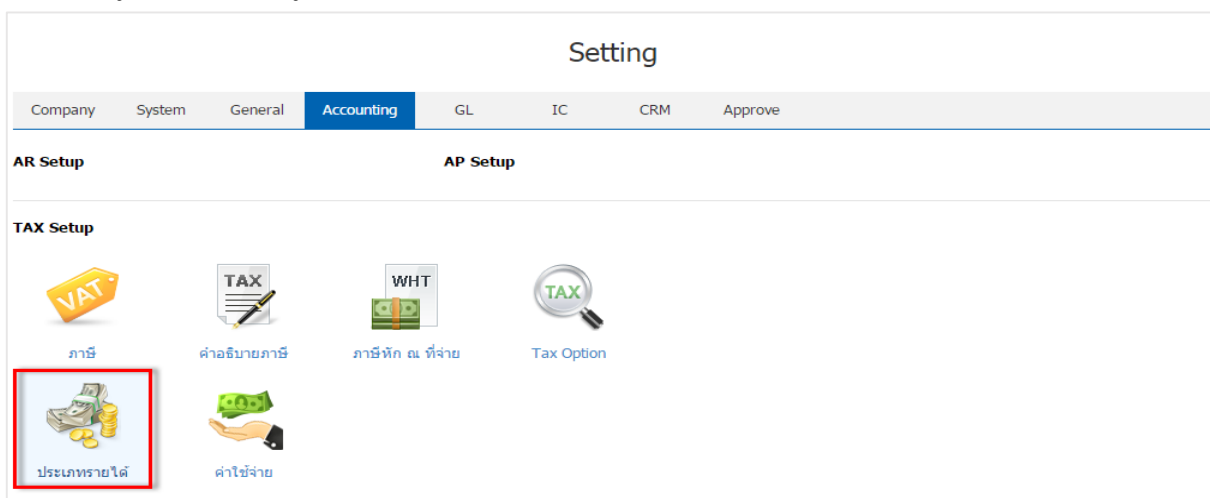 Setting
Company System General Accounting GL IC CRM Approve
AR Setup AP Setup
TAX Setup
VAT TAX WHT TAX
ภาษี คำอธิบายภาษี ภาษีหัก ณ ที่จ่าย Tax Option
ประเภทรายได้ ค่าใช้จ่าย